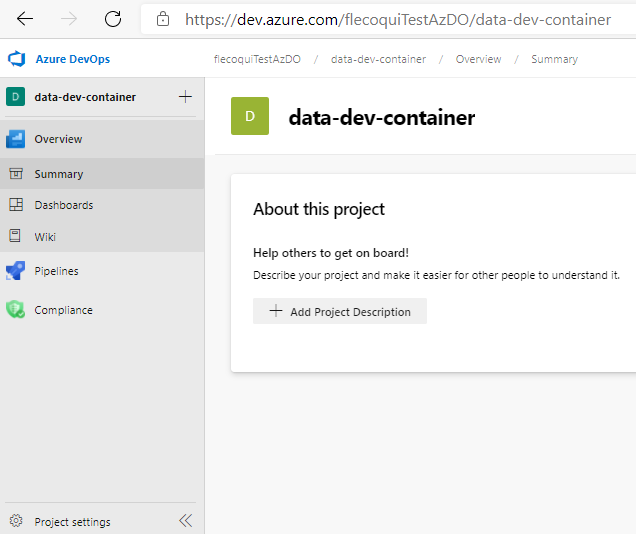 https://dev.azure.com/flecoquiTestAzDO/data-dev-container
Azure DevOps
flecoquiTestAzDO / data-dev-container / Overview / Summary
D data-dev-container +
Overview
Summary
Dashboards
Wiki
Pipelines
Compliance
Project settings
D data-dev-container
About this project
Help others to get on board!
Describe your project and make it easier for other people to understand it.
+ Add Project Description